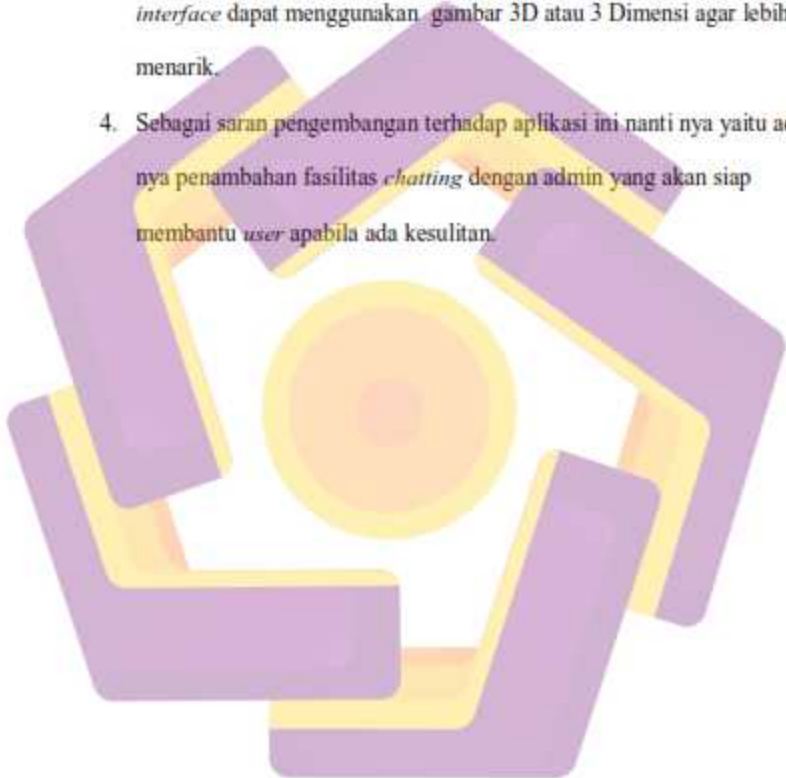 interface dapat menggunakan gambar 3D atau 3 Dimensi agar lebih
menarik.
4. Sebagai saran pengembangan terhadap aplikasi ini nanti nya yaitu
nya penambahan fasilitas chatting dengan admin yang akan siap
membantu user apabila ada kesulitan.